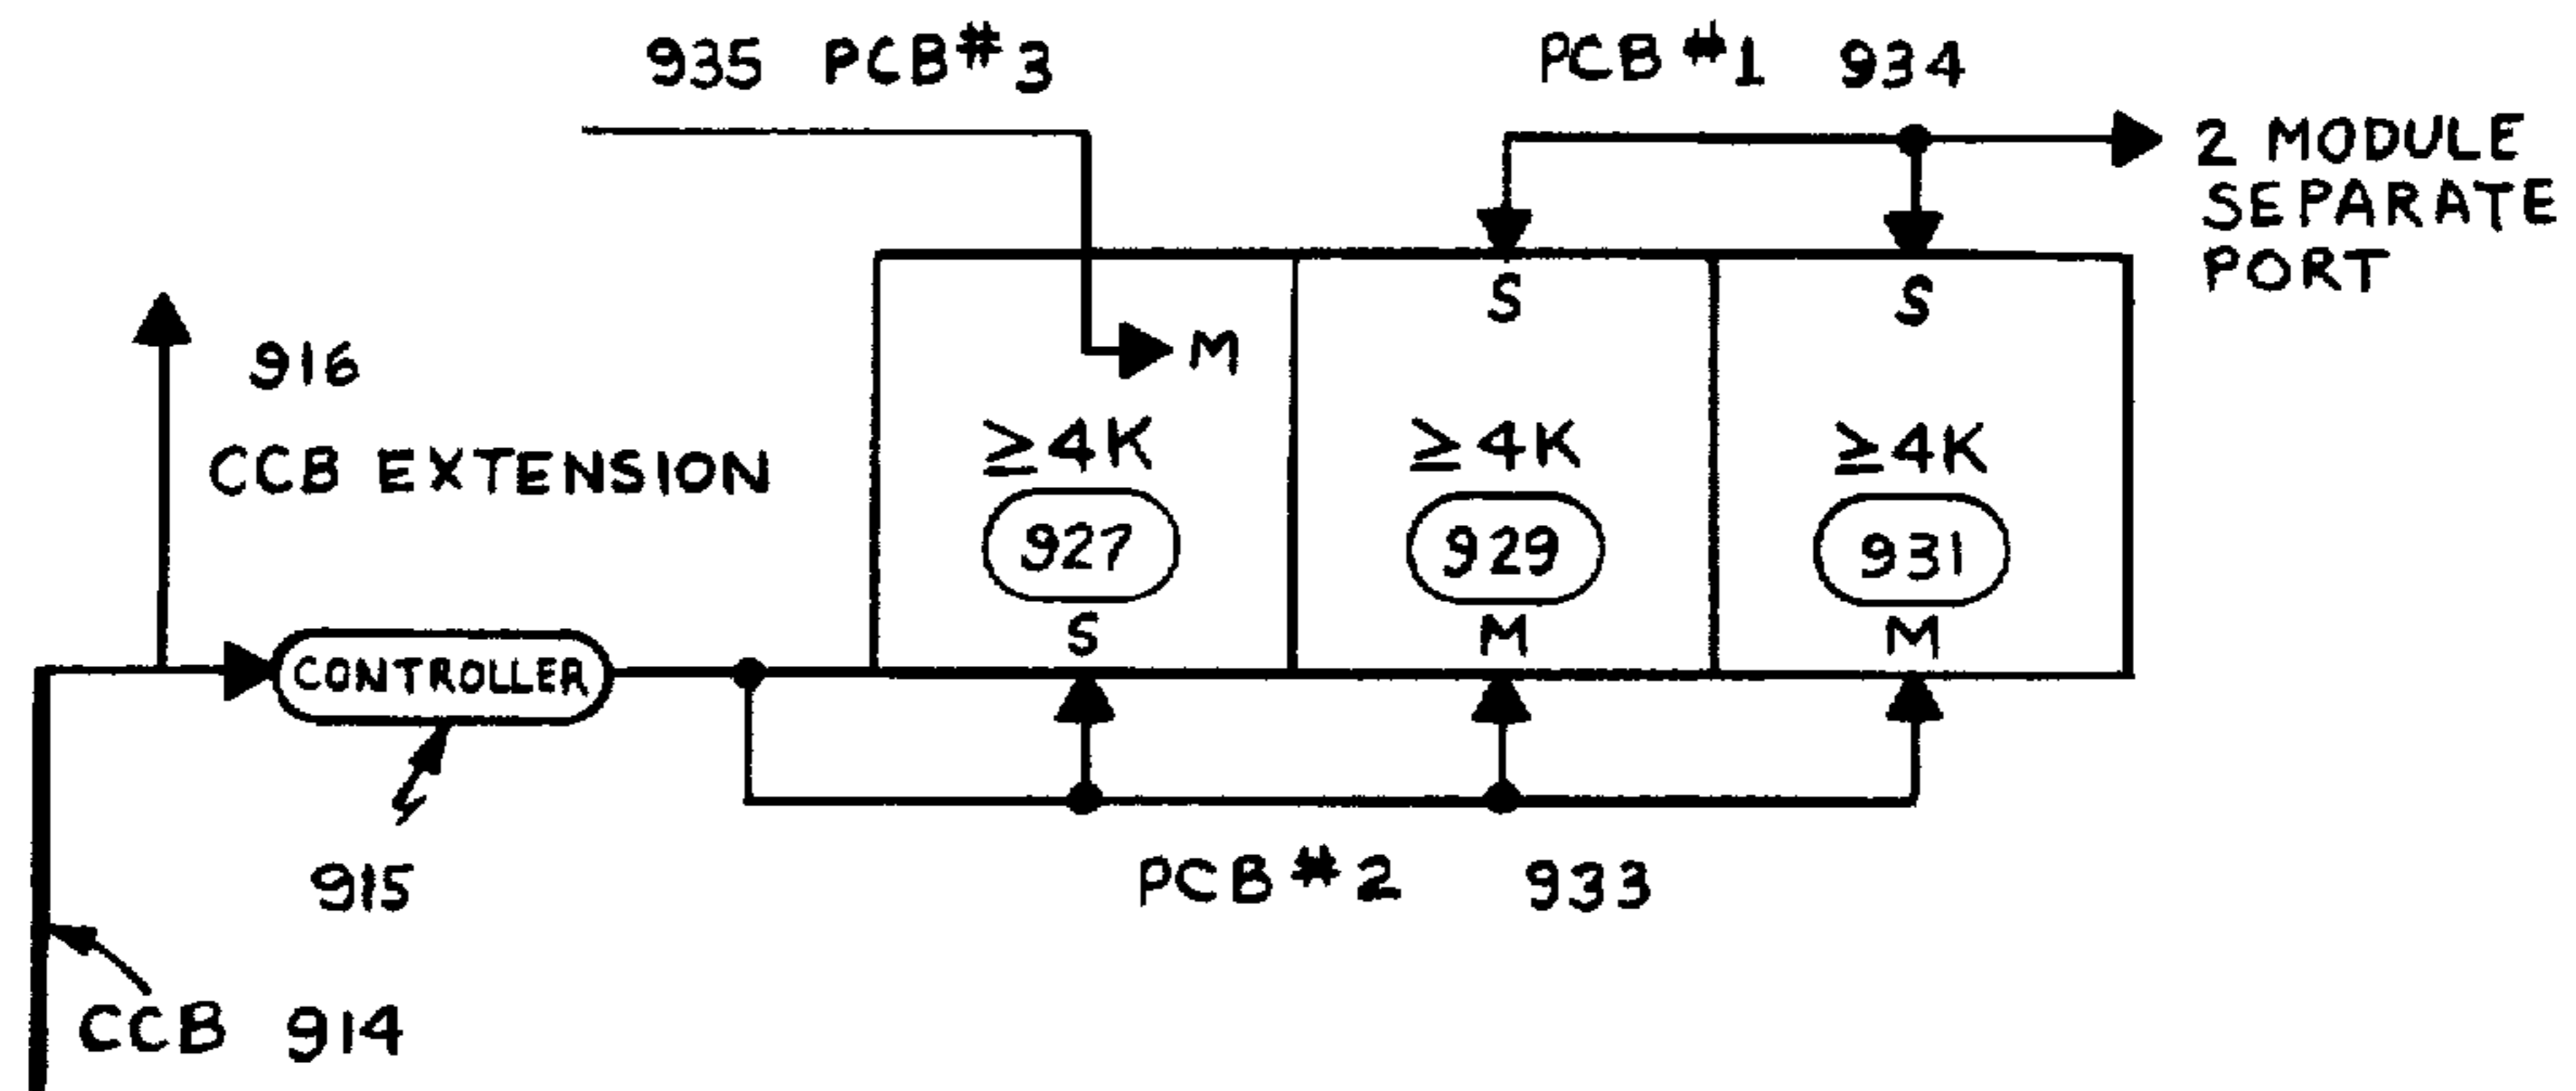 935 PCB#3
PCB #1 934
2 MODULE
SEPARATE
PORT
S
S
M
916
CCB EXTENSION
≥4K
≥4K
≥4K
927
929
931
S
M
M
CONTROLLER
915
PCB #2 933
CCB 914